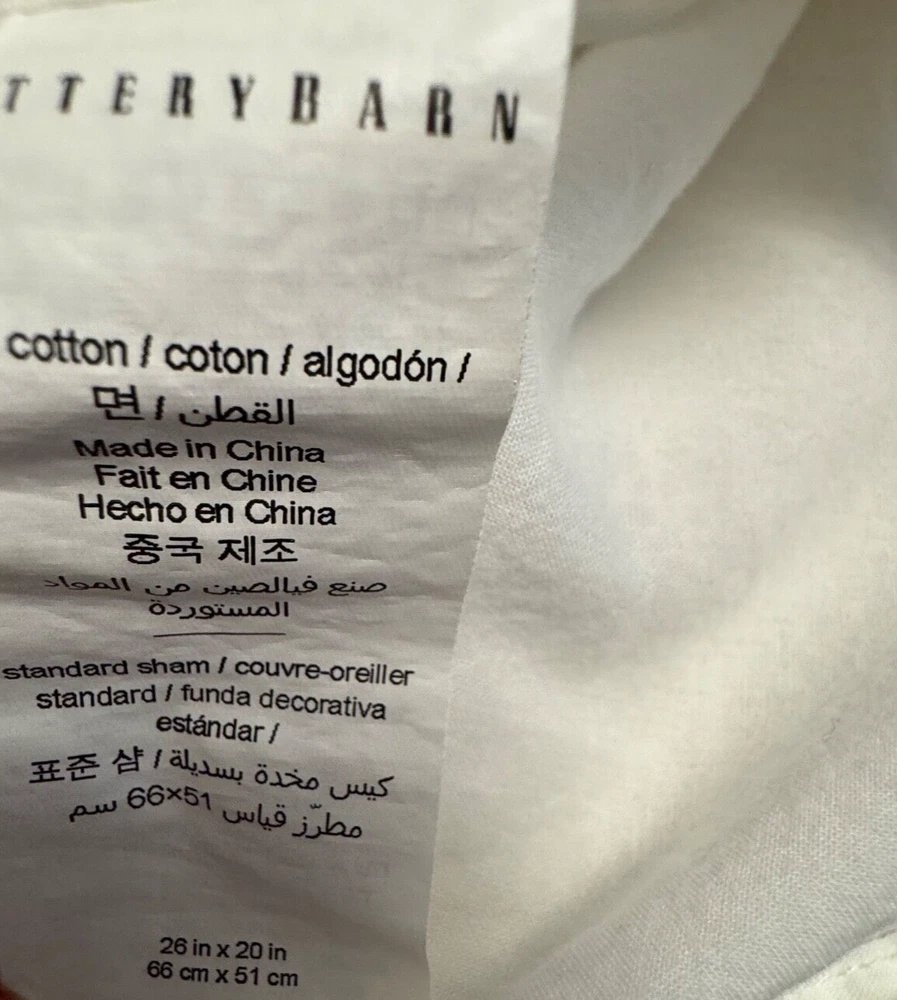 TTERYBARN
cotton / coton / algodón /
면 / القطن
Made in China
Fait en Chine
Hecho en China
중국 제조
صنع فيالصين من المواد
المستوردة
standard sham / couvre-oreiller
standard / funda decorativa
estándar /
표준 샴 / كيس مخدة بسديلة
مطرّز قياس 66×51 سم
26 in x 20 in
66 cm x 51 cm